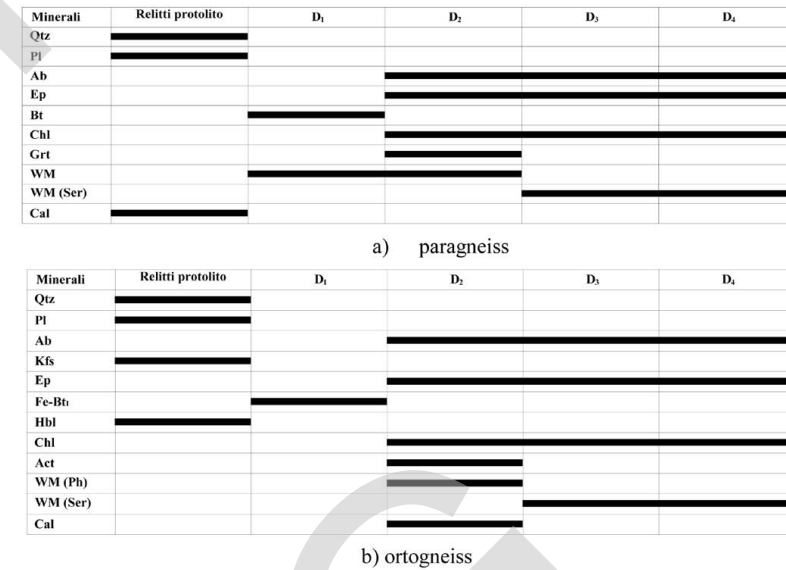 Minerali Relitti protolito D₁ D₂ D₃ D₄
Qtz
Pl
Ab
Ep
Bt
Chl
Grt
WM
WM (Ser)
Cal
a) paragneiss
Minerali Relitti protolito D₁ D₂ D₃ D₄
Qtz
Pl
Ab
Kfs
Ep
Fe-Bt₁
Hbl
Chl
Act
WM (Ph)
WM (Ser)
Cal
b) ortogneiss